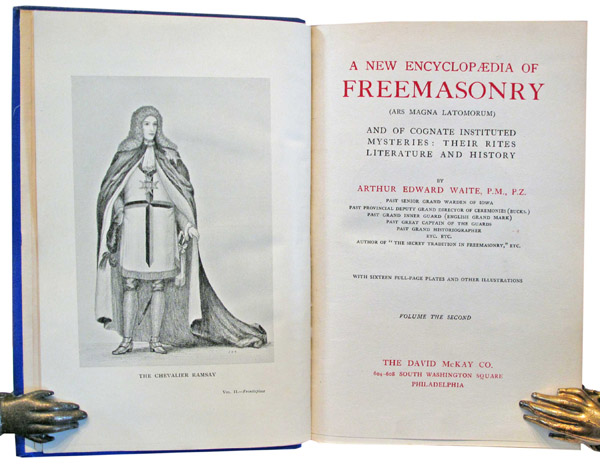 THE CHEVALIER RAMSAY
VOL. II.—Frontispiece
A NEW ENCYCLOPÆDIA OF
FREEMASONRY
(ARS MAGNA LATOMORUM)
AND OF COGNATE INSTITUTED
MYSTERIES: THEIR RITES
LITERATURE AND HISTORY
BY
ARTHUR EDWARD WAITE, P.M., P.Z.
PAST SENIOR GRAND WARDEN OF IOWA
PAST PROVINCIAL DEPUTY GRAND DIRECTOR OF CEREMONIES (BUCKS.)
PAST GRAND INNER GUARD (ENGLISH GRAND MARK)
PAST GREAT CAPTAIN OF THE GUARDS
PAST GRAND HISTORIOGRAPHER
ETC. ETC.
AUTHOR OF "THE SECRET TRADITION IN FREEMASONRY," ETC.
WITH SIXTEEN FULL-PAGE PLATES AND OTHER ILLUSTRATIONS
VOLUME THE SECOND
THE DAVID McKAY CO.
604-608 SOUTH WASHINGTON SQUARE
PHILADELPHIA